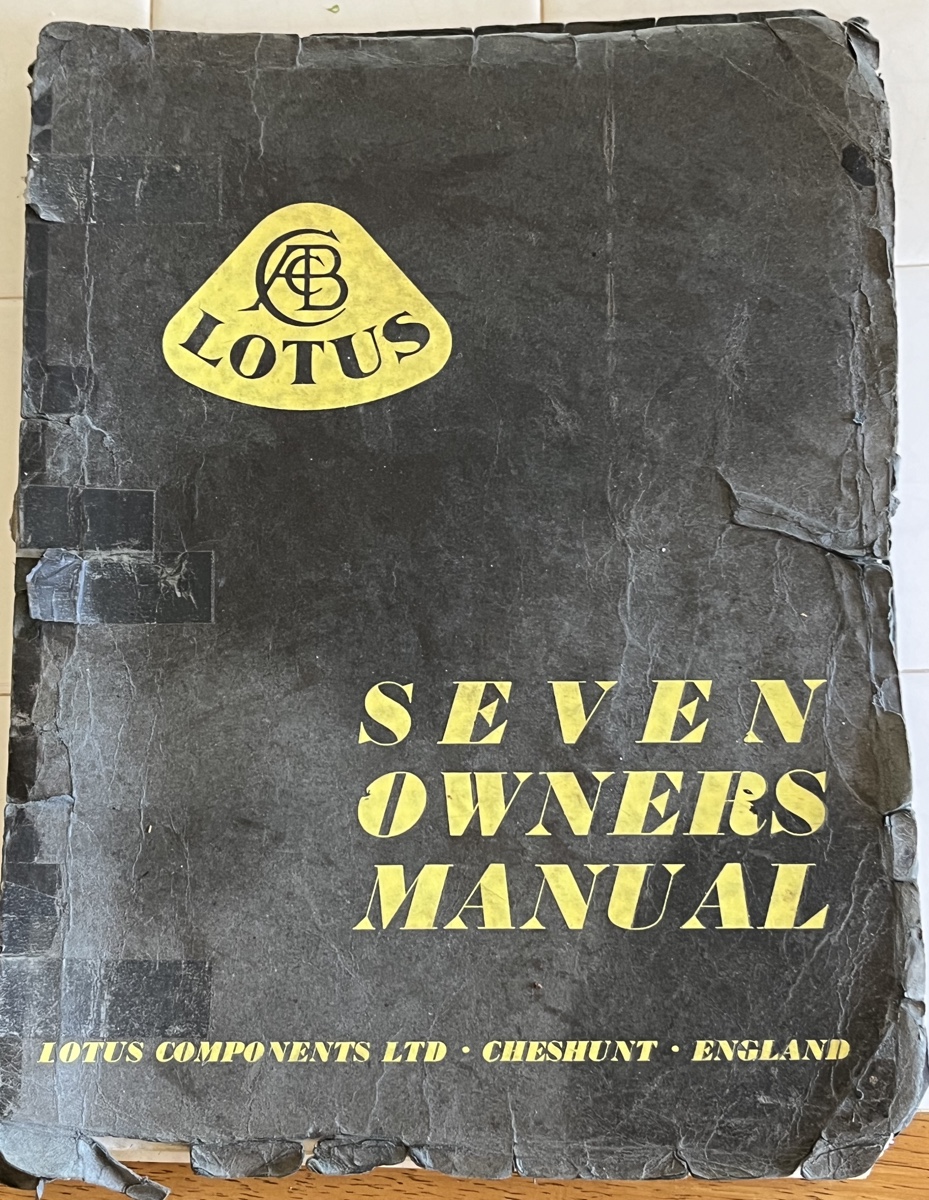 ACBC
LOTUS
SEVEN
OWNERS
MANUAL
LOTUS COMPONENTS LTD · CHESHUNT · ENGLAND